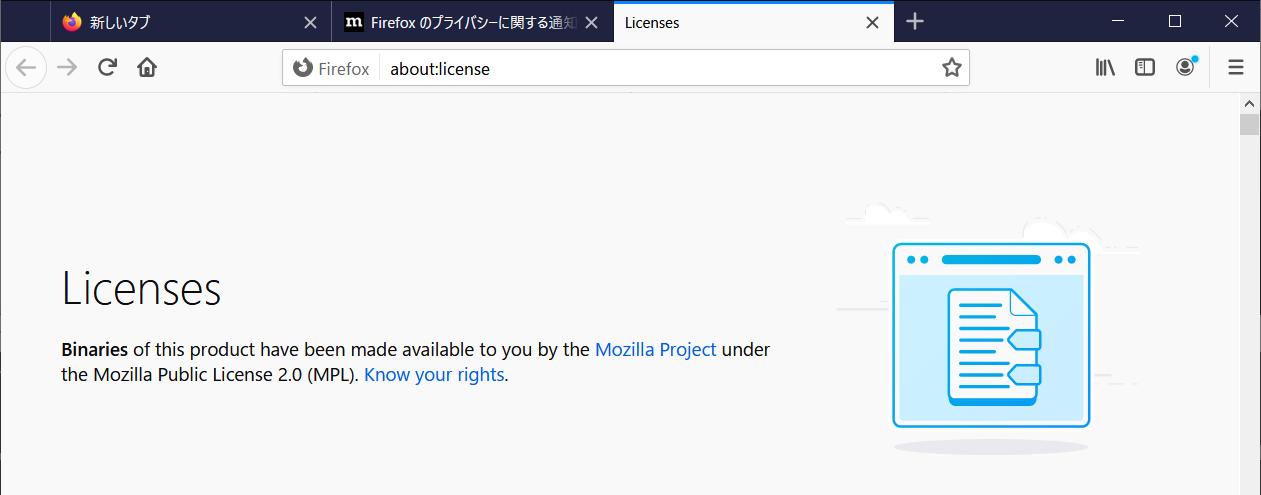 新しいタブ
Firefox のプライバシーに関する通知
Licenses
Firefox
about:license
Licenses
Binaries of this product have been made available to you by the Mozilla Project under
the Mozilla Public License 2.0 (MPL). Know your rights.